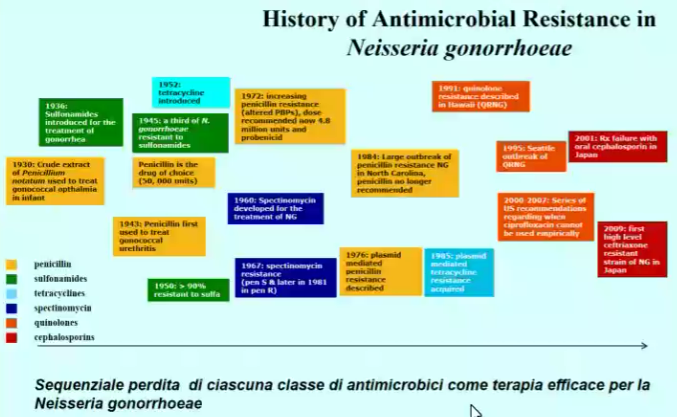 History of Antimicrobial Resistance in
Neisseria gonorrhoeae
1936:
Sulfonamides
introduced for the
treatment of
gonorrhea
1952:
tetracycline
introduced
1945: a third of N.
gonorrhoeae
resistant to
sulfonamides
1972: increasing
penicillin resistance
(altered PBPs), dose
recommended now 4.8
million units and
probenicid
1991: quinolone
resistance described
in Hawaii (QRNG)
1930: Crude extract
of Penicillium
notatum used to treat
gonococcal opthalmia
in infant
Penicillin is the
drug of choice
(50, 000 units)
1984: Large outbreak of
penicillin resistance NG
in North Carolina,
penicillin no longer
recommended
1995: Seattle
outbreak of
QRNG
2001: Rx failure with
oral cephalosporin in
Japan
1943: Penicillin first
used to treat
gonococcal
urethritis
1960: Spectinomycin
developed for the
treatment of NG
2000-2007: Series of
US recommendations
regarding when
ciprofloxacin cannot
be used empirically
2009: first
high level
ceftriaxone
resistant
strain of NG in
Japan
1950: > 90%
resistant to sulfa
1967: spectinomycin
resistance
(pen S & later in 1981
in pen R)
1976: plasmid
mediated
penicillin
resistance
described
1985: plasmid
mediated
tetracycline
resistance
acquired
penicillin
sulfonamides
tetracyclines
spectinomycin
quinolones
cephasporins
Sequenziale perdita di ciascuna classe di antimicrobici come terapia efficace per la
Neisseria gonorrhoeae